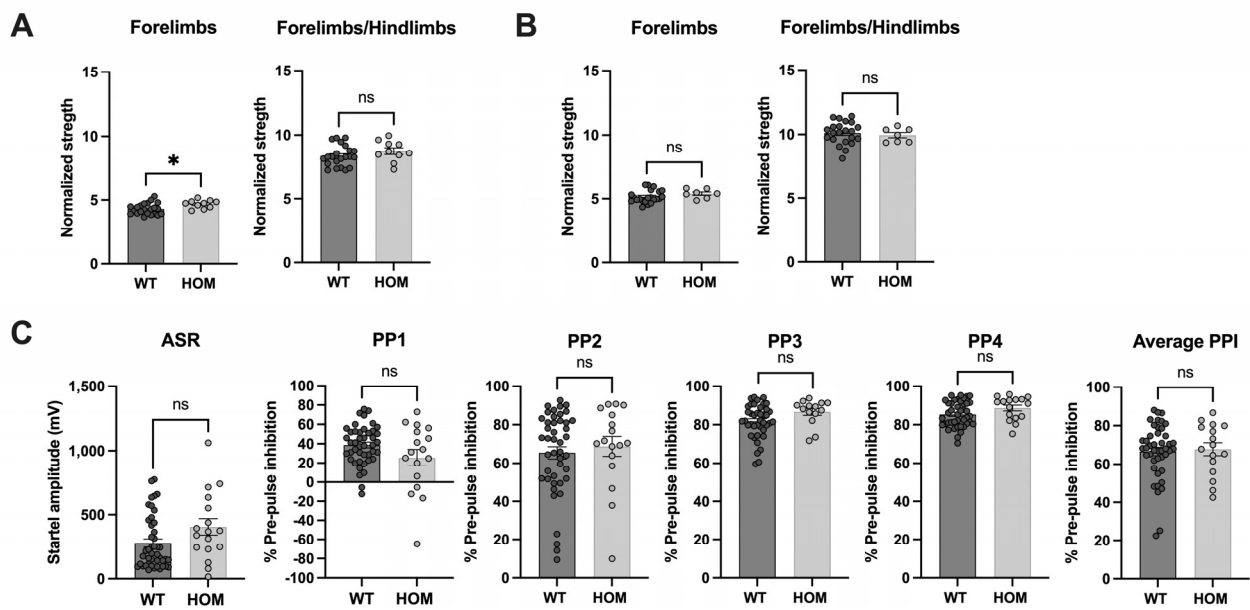 A
Forelimbs
Forelimbs/Hindlimbs
Normalized stregth
15
10
5
0
*
WT
HOM
Normalized stregth
15
10
5
0
ns
WT
HOM
B
Forelimbs
Forelimbs/Hindlimbs
Normalized stregth
15
10
5
0
ns
WT
HOM
Normalized stregth
15
10
5
0
ns
WT
HOM
C
ASR
Startel amplitude (mV)
1,500
1,000
500
0
ns
WT
HOM
PP1
% Pre-pulse inhibition
100
80
60
40
20
0
-20
-40
-60
-80
-100
ns
WT
HOM
PP2
% Pre-pulse inhibition
100
80
60
40
20
0
ns
WT
HOM
PP3
% Pre-pulse inhibition
100
80
60
40
20
0
ns
WT
HOM
PP4
% Pre-pulse inhibition
100
80
60
40
20
0
ns
WT
HOM
Average PPI
% Pre-pulse inhibition
100
80
60
40
20
0
ns
WT
HOM